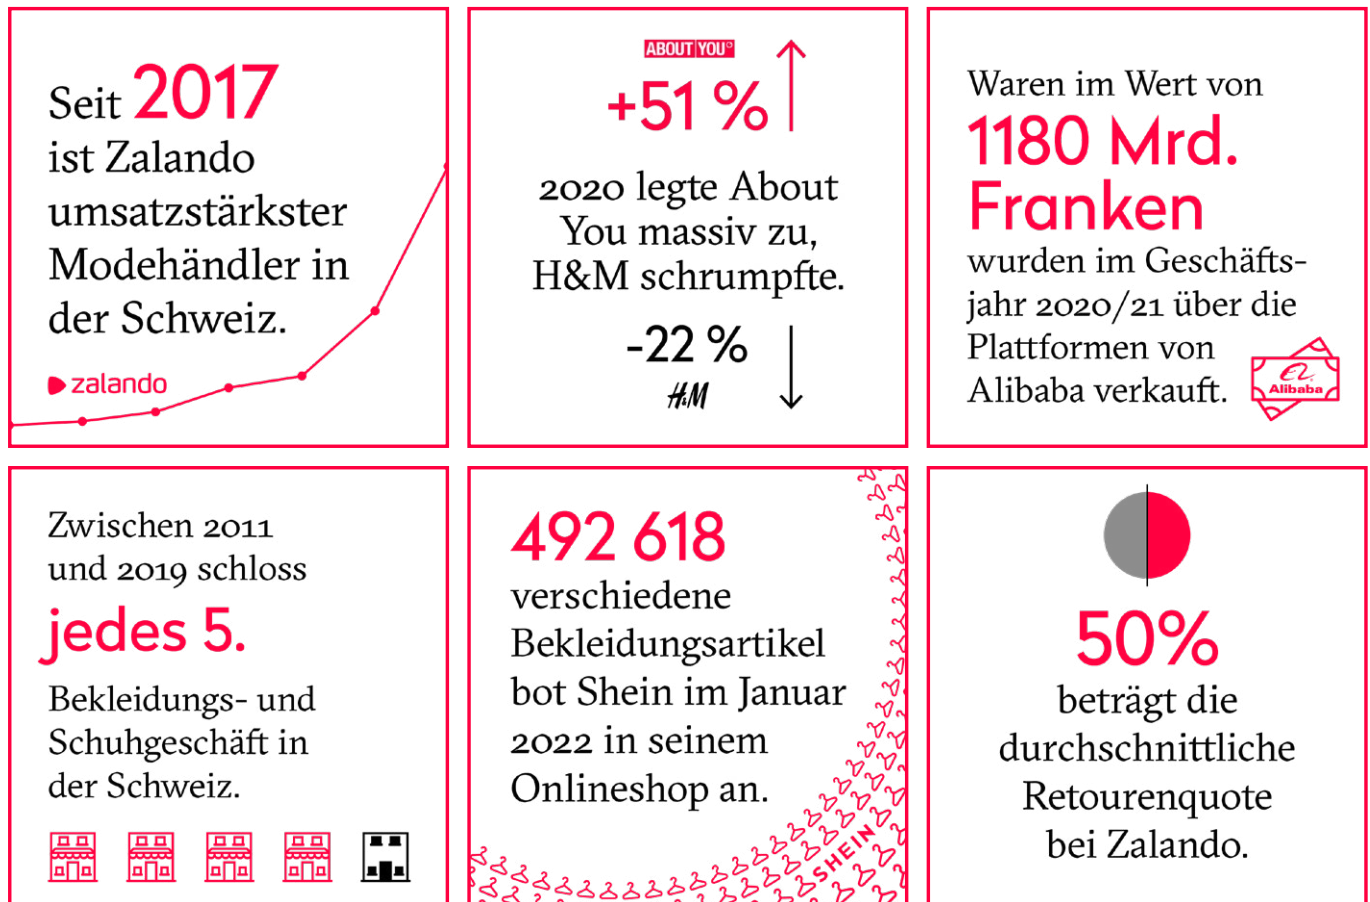 Seit 2017
ist Zalando
umsatzstärkster
Modehändler in
der Schweiz.
zalando
ABOUT YOU°
+51 %
2020 legte About
You massiv zu,
H&M schrumpfte.
-22 %
H&M
Waren im Wert von
1180 Mrd.
Franken
wurden im Geschäfts-
jahr 2020/21 über die
Plattformen von
Alibaba verkauft.
Alibaba
Zwischen 2011
und 2019 schloss
jedes 5.
Bekleidungs- und
Schuhgeschäft in
der Schweiz.
492 618
verschiedene
Bekleidungsartikel
bot Shein im Januar
2022 in seinem
Onlineshop an.
SHEIN
50%
beträgt die
durchschnittliche
Retourenquote
bei Zalando.